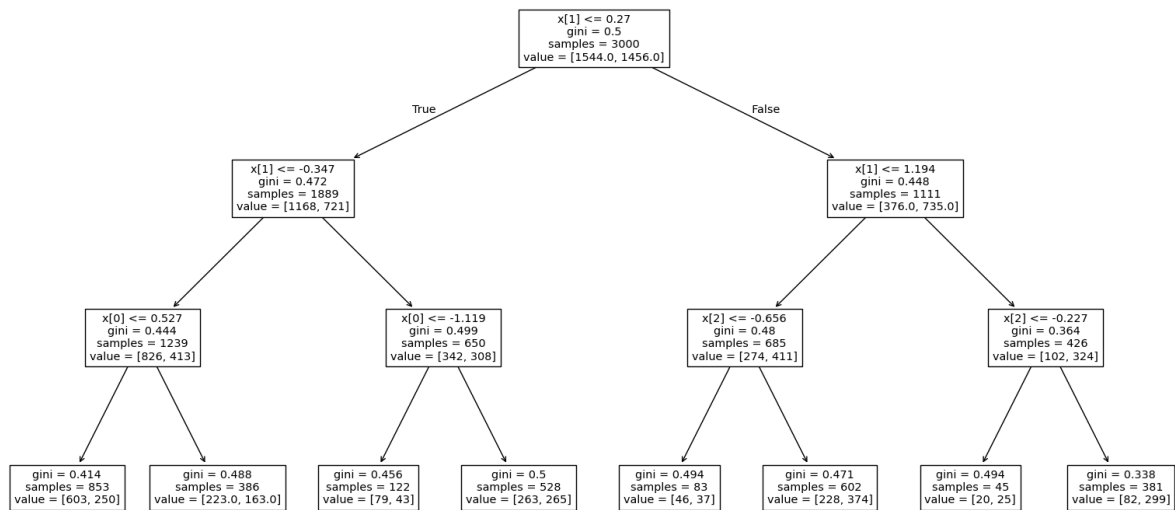 x[1] <= 0.27
gini = 0.5
samples = 3000
value = [1544.0, 1456.0]
True
False
x[1] <= -0.347
gini = 0.472
samples = 1889
value = [1168, 721]
x[1] <= 1.194
gini = 0.448
samples = 1111
value = [376.0, 735.0]
x[0] <= 0.527
gini = 0.444
samples = 1239
value = [826, 413]
x[0] <= -1.119
gini = 0.499
samples = 650
value = [342, 308]
x[2] <= -0.656
gini = 0.48
samples = 685
value = [274, 411]
x[2] <= -0.227
gini = 0.364
samples = 426
value = [102, 324]
gini = 0.414
samples = 853
value = [603, 250]
gini = 0.488
samples = 386
value = [223.0, 163.0]
gini = 0.456
samples = 122
value = [79, 43]
gini = 0.5
samples = 528
value = [263, 265]
gini = 0.494
samples = 83
value = [46, 37]
gini = 0.471
samples = 602
value = [228, 374]
gini = 0.494
samples = 45
value = [20, 25]
gini = 0.338
samples = 381
value = [82, 299]